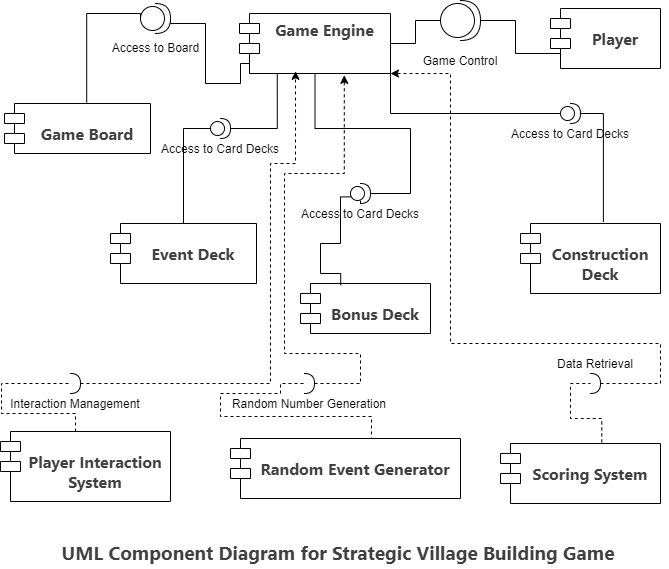 Game Engine
Player
Access to Board
Game Control
Game Board
Access to Card Decks
Access to Card Decks
Access to Card Decks
Event Deck
Construction
Deck
Bonus Deck
Data Retrieval
Interaction Management
Random Number Generation
Player Interaction
System
Random Event Generator
Scoring System
UML Component Diagram for Strategic Village Building Game